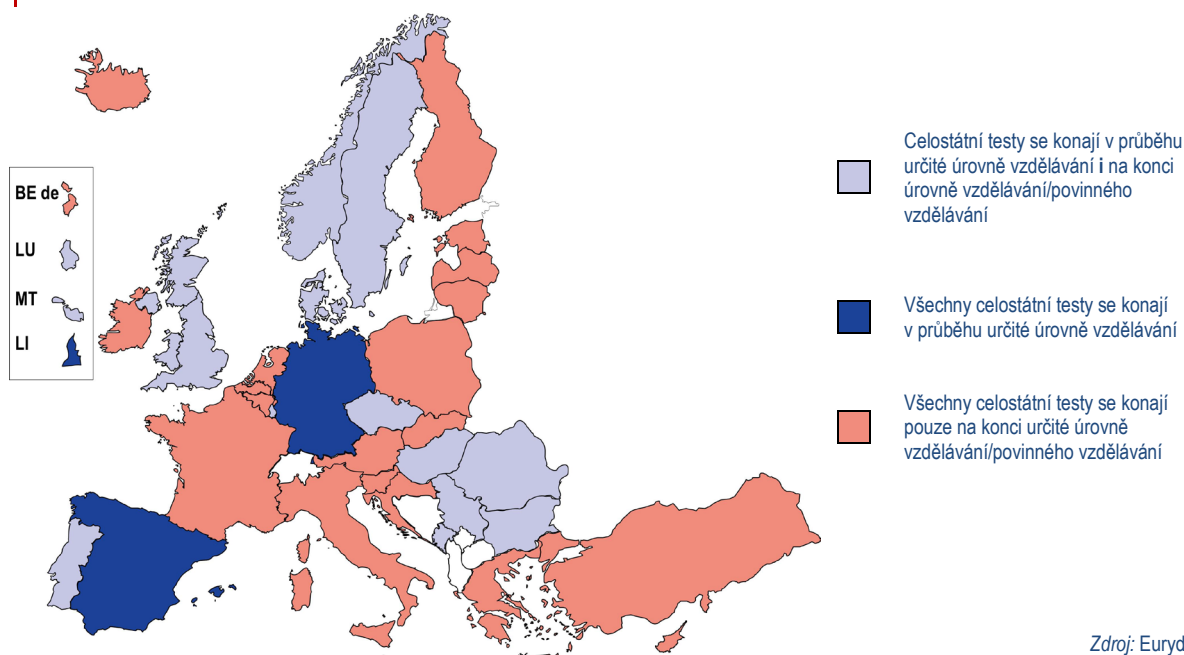 BE de
LU
MT
LI
Celostátní testy se konají v průběhu
určité úrovně vzdělávání i na konci
úrovně vzdělávání/povinného
vzdělávání
Všechny celostátní testy se konají
v průběhu určité úrovně vzdělávání
Všechny celostátní testy se konají
pouze na konci určité úrovně
vzdělávání/povinného vzdělávání
Zdroj: Euryd